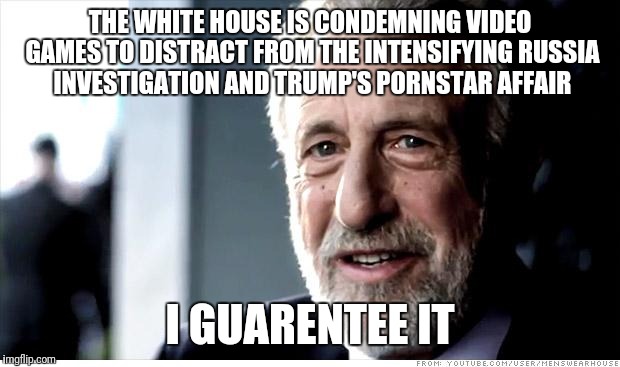 THE WHITE HOUSE IS CONDEMNING VIDEO
GAMES TO DISTRACT FROM THE INTENSIFYING RUSSIA
INVESTIGATION AND TRUMP'S PORNSTAR AFFAIR
I GUARENTEE IT
imgflip.com
FROM: YOUTUBE.COM/USER/MENSWEARHOUSE